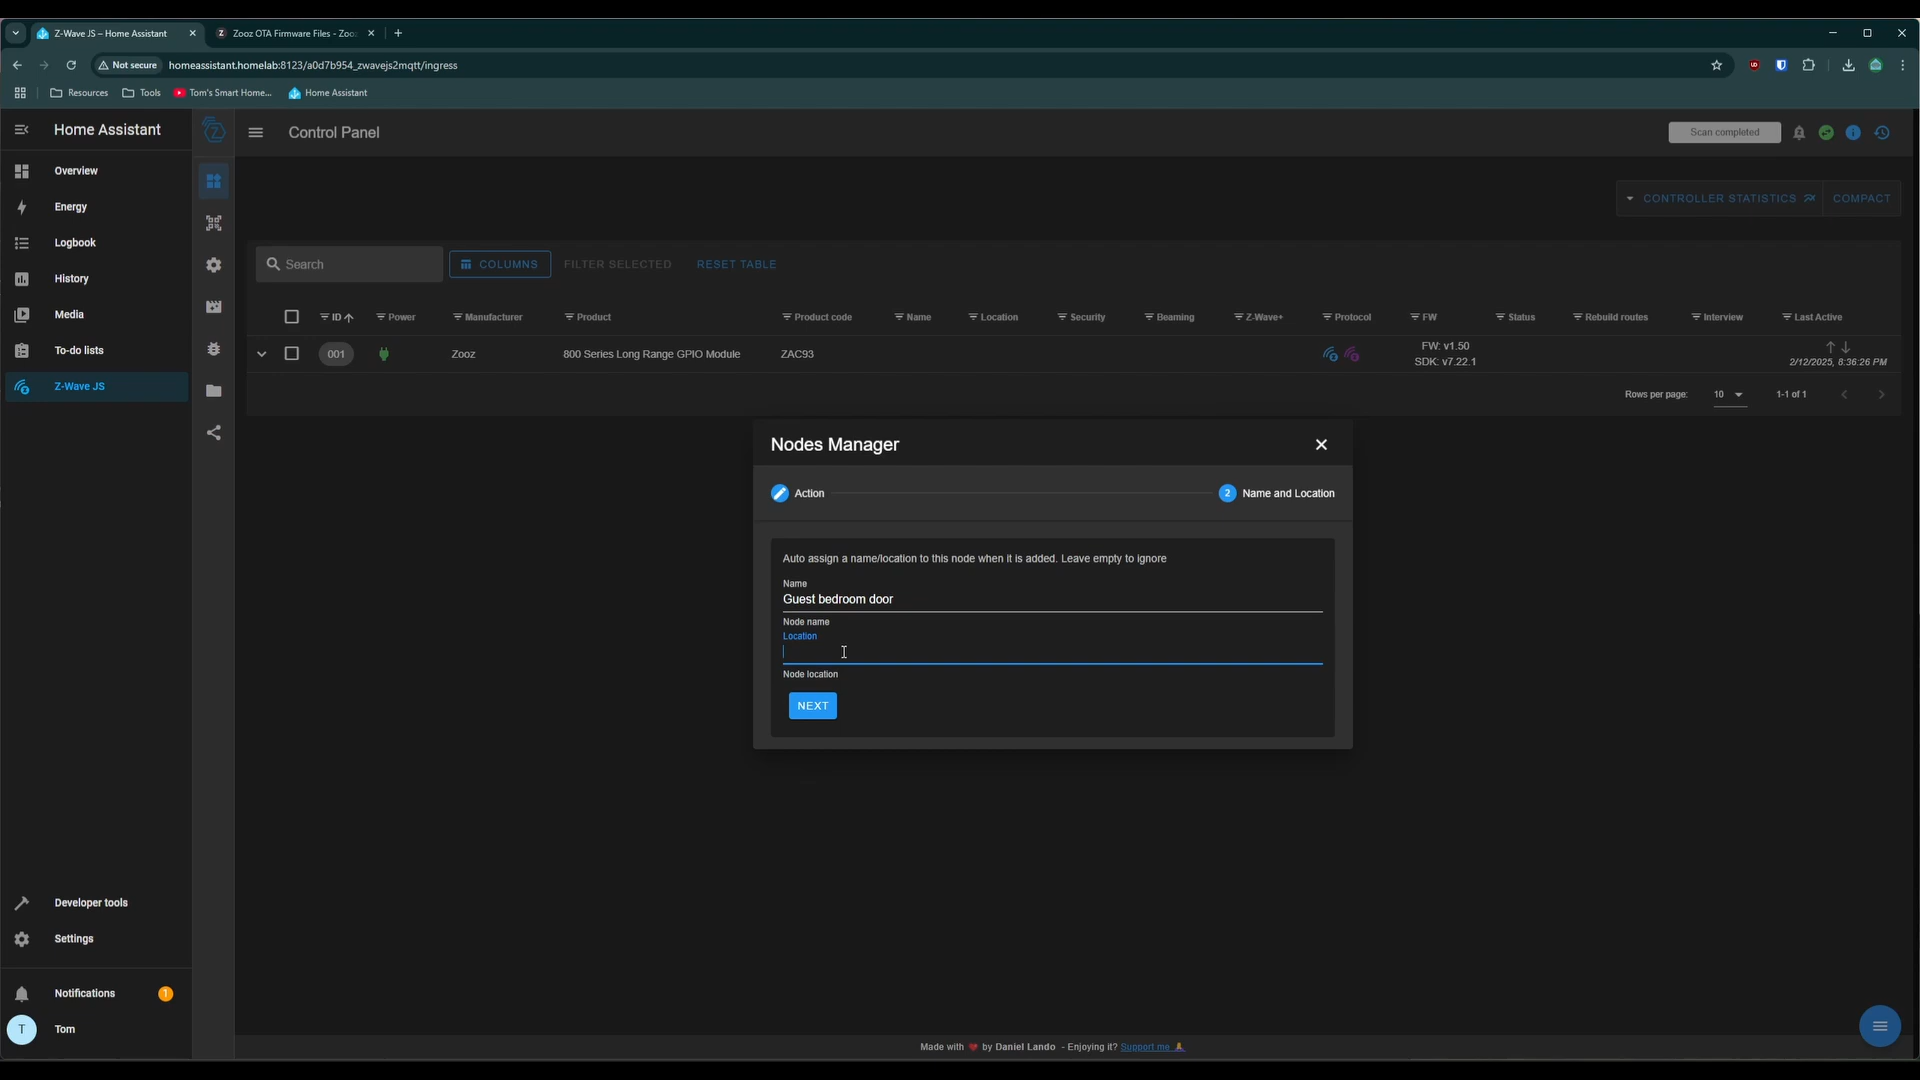 Z-Wave JS – Home Assistant
Zooz OTA Firmware Files - Zoo
Not secure
homeassistant.homelab:8123/a0d7b954_zwavejs2mqtt/ingress
Resources
Tools
Tom's Smart Home...
Home Assistant
Home Assistant
Control Panel
Scan completed
Overview
Energy
Logbook
History
Media
To-do lists
Z-Wave JS
CONTROLLER STATISTICS
COMPACT
Search
COLUMNS
FILTER SELECTED
RESET TABLE
ID Power Manufacturer Product Product code Name Location Security Beaming Z-Wave+ Protocol FW Status Rebuild routes Interview Last Active
001 Zooz 800 Series Long Range GPIO Module ZAC93
FW: v1.50
SDK: v7.22.1
2/12/2025, 8:36:26 PM
Rows per page: 10 1-1 of 1
Nodes Manager
Action
2 Name and Location
Auto assign a name/location to this node when it is added. Leave empty to ignore
Name
Guest bedroom door
Node name
Location
Node location
NEXT
Developer tools
Settings
Notifications 1
T Tom
Made with ❤ by Daniel Lando - Enjoying it? Support me